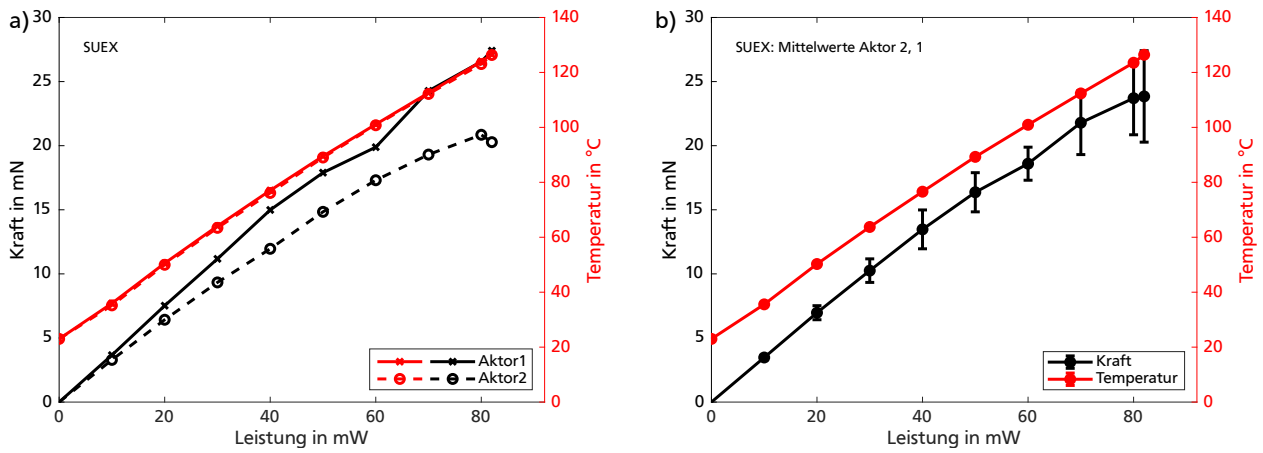 a)
SUEX
Kraft in mN
30
25
20
15
10
5
0
0 20 40 60 80
Leistung in mW
140
120
100
80
60
40
20
0
Temperatur in °C
Aktor1
Aktor2
b)
SUEX: Mittelwerte Aktor 2, 1
Kraft in mN
30
25
20
15
10
5
0
0 20 40 60 80
Leistung in mW
140
120
100
80
60
40
20
0
Temperatur in °C
Kraft
Temperatur